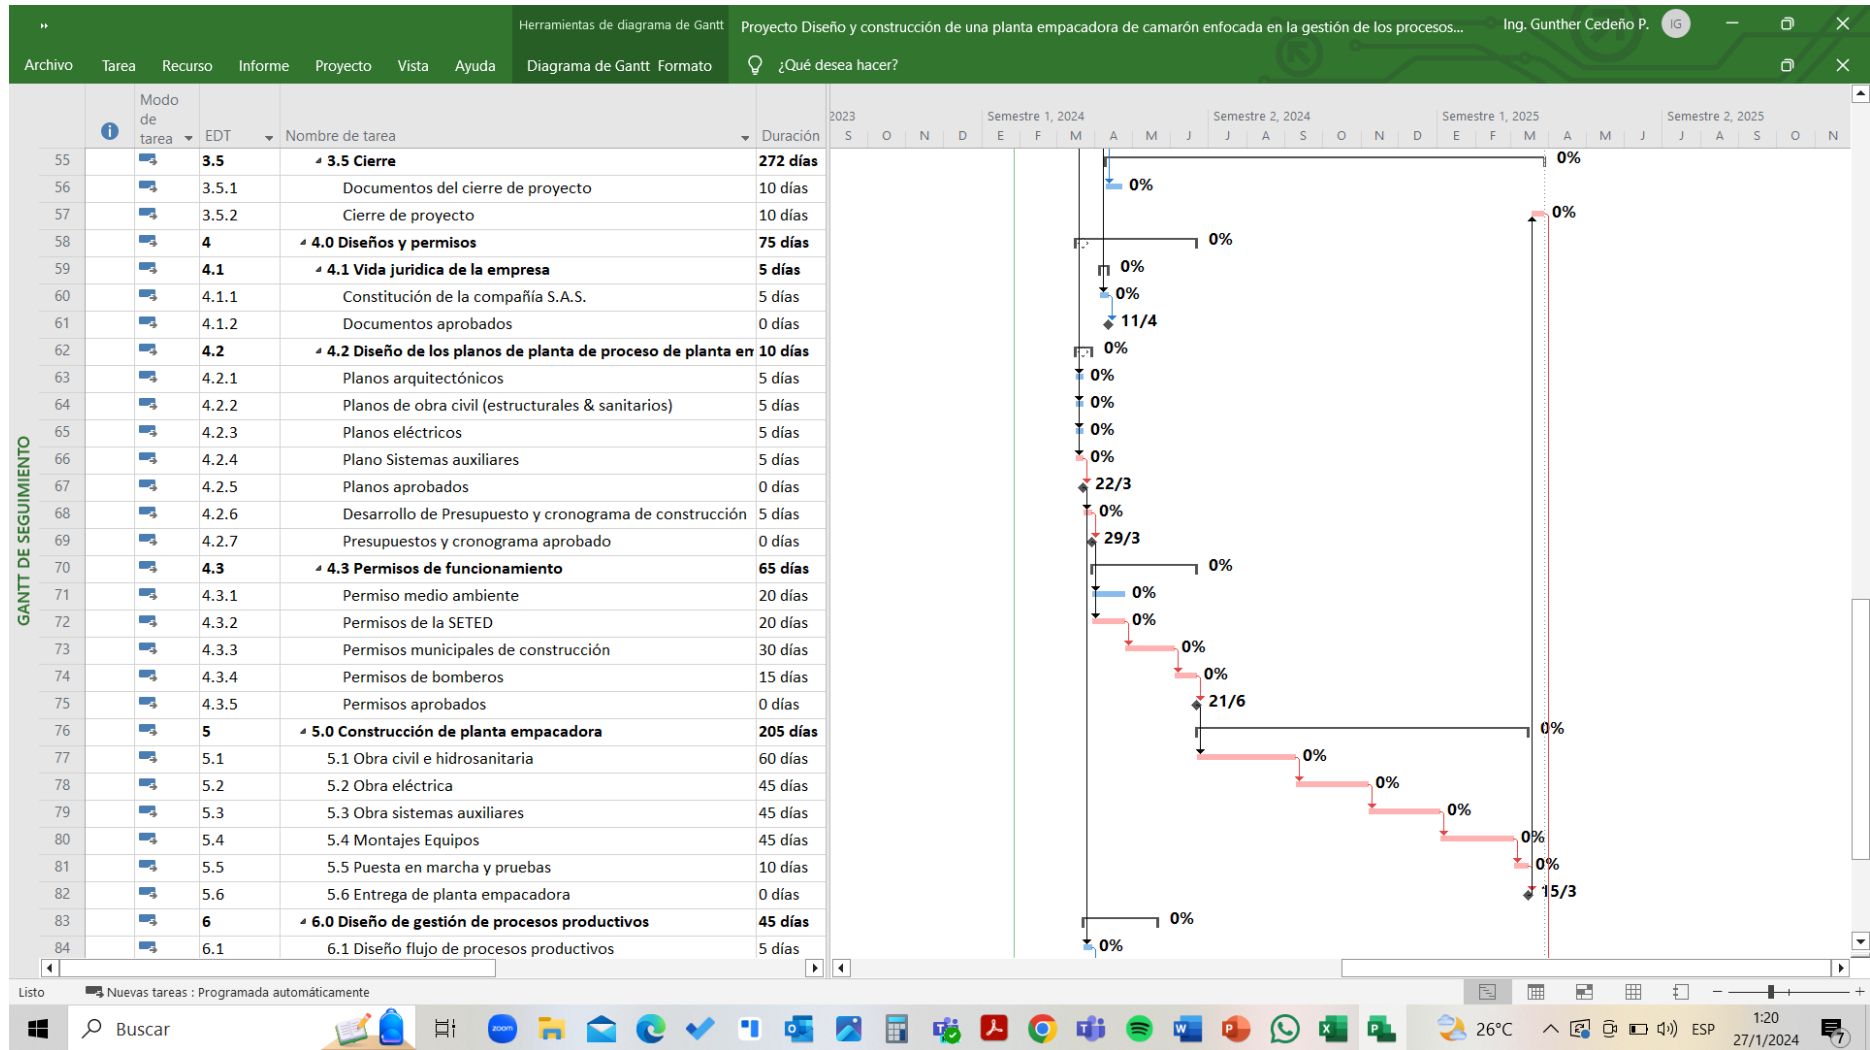 Herramientas de diagrama de Gantt
Proyecto Diseño y construcción de una planta empacadora de camarón enfocada en la gestión de los procesos...
Ing. Gunther Cedeño P.
IG
Archivo Tarea Recurso Informe Proyecto Vista Ayuda Diagrama de Gantt Formato ¿Qué desea hacer?
Modo de tarea EDT Nombre de tarea Duración
2023 Semestre 1, 2024 Semestre 2, 2024 Semestre 1, 2025 Semestre 2, 2025
S O N D E F M A M J J A S O N D E F M A M J J A S O N
55 3.5 3.5 Cierre 272 días 0%
56 3.5.1 Documentos del cierre de proyecto 10 días 0%
57 3.5.2 Cierre de proyecto 10 días 0%
58 4 4.0 Diseños y permisos 75 días 0%
59 4.1 4.1 Vida juridica de la empresa 5 días 0%
60 4.1.1 Constitución de la compañía S.A.S. 5 días 0%
61 4.1.2 Documentos aprobados 0 días 11/4
62 4.2 4.2 Diseño de los planos de planta de proceso de planta em 10 días 0%
63 4.2.1 Planos arquitectónicos 5 días 0%
64 4.2.2 Planos de obra civil (estructurales & sanitarios) 5 días 0%
65 4.2.3 Planos eléctricos 5 días 0%
66 4.2.4 Plano Sistemas auxiliares 5 días 0%
67 4.2.5 Planos aprobados 0 días 22/3
68 4.2.6 Desarrollo de Presupuesto y cronograma de construcción 5 días 0%
69 4.2.7 Presupuestos y cronograma aprobado 0 días 29/3
70 4.3 4.3 Permisos de funcionamiento 65 días 0%
71 4.3.1 Permiso medio ambiente 20 días 0%
72 4.3.2 Permisos de la SETED 20 días 0%
73 4.3.3 Permisos municipales de construcción 30 días 0%
74 4.3.4 Permisos de bomberos 15 días 0%
75 4.3.5 Permisos aprobados 0 días 21/6
76 5 5.0 Construcción de planta empacadora 205 días 0%
77 5.1 5.1 Obra civil e hidrosanitaria 60 días 0%
78 5.2 5.2 Obra eléctrica 45 días 0%
79 5.3 5.3 Obra sistemas auxiliares 45 días 0%
80 5.4 5.4 Montajes Equipos 45 días 0%
81 5.5 5.5 Puesta en marcha y pruebas 10 días 0%
82 5.6 5.6 Entrega de planta empacadora 0 días 15/3
83 6 6.0 Diseño de gestión de procesos productivos 45 días 0%
84 6.1 6.1 Diseño flujo de procesos productivos 5 días 0%
GANTT DE SEGUIMIENTO
Listo Nuevas tareas : Programada automáticamente
Buscar zoom 26°C ESP 1:20
27/1/2024 7